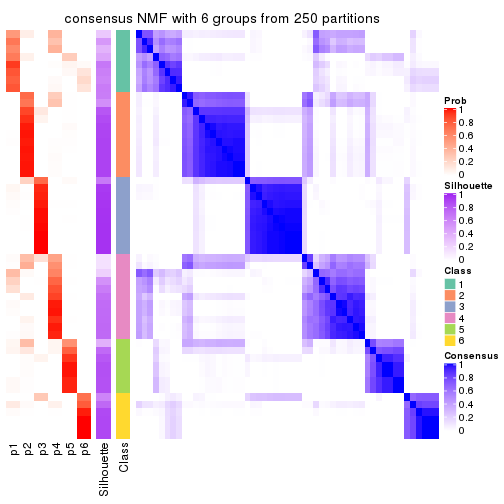 consensus NMF with 6 groups from 250 partitions
Prob
1
0.8
0.6
0.4
0.2
0
Silhouette
1
0.8
0.6
0.4
0.2
0
Class
1
2
3
4
5
6
Consensus
1
0.8
0.6
0.4
0.2
0
p1
p2
p3
p4
p5
p6
Silhouette
Class